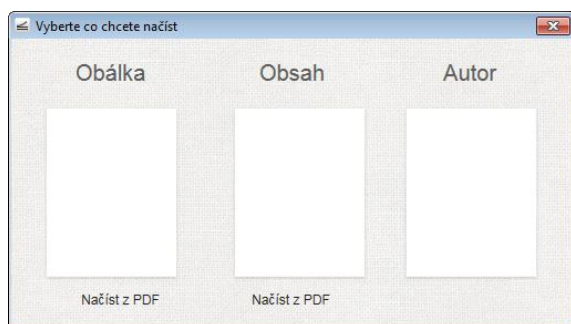 Vyberte co chcete načíst
Obálka Obsah Autor
Načíst z PDF Načíst z PDF